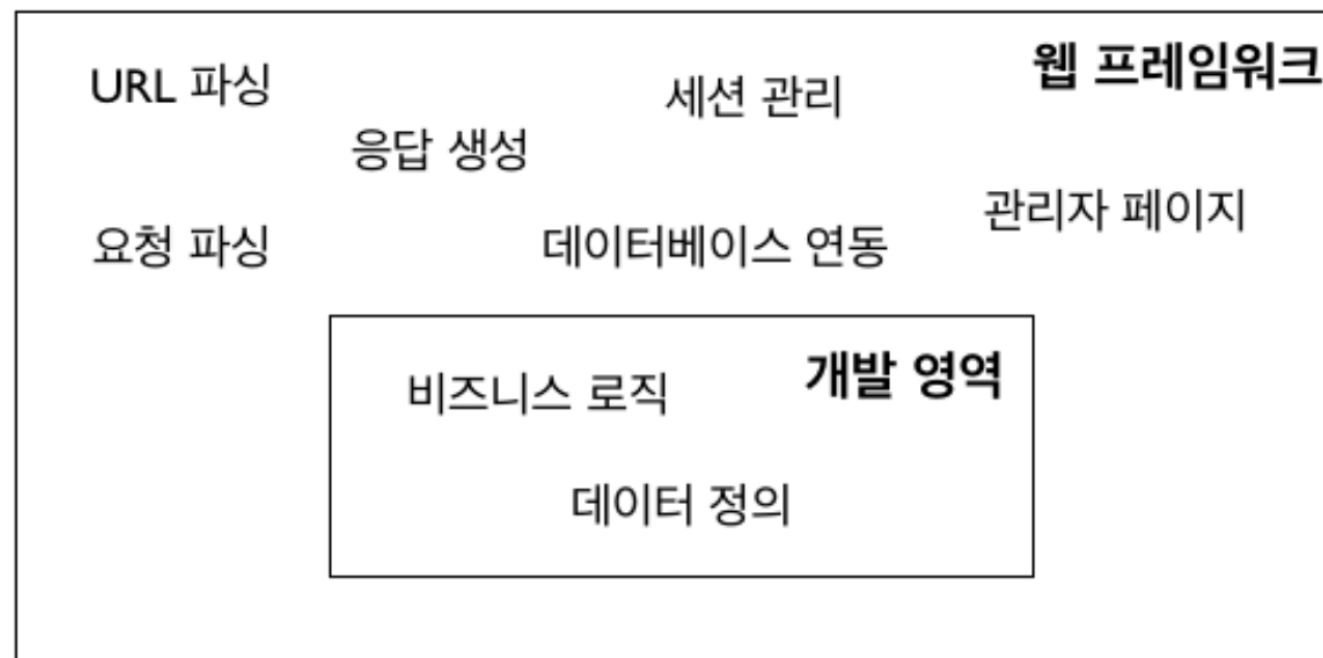 웹 프레임워크
URL 파싱
세션 관리
응답 생성
관리자 페이지
요청 파싱
데이터베이스 연동
개발 영역
비즈니스 로직
데이터 정의